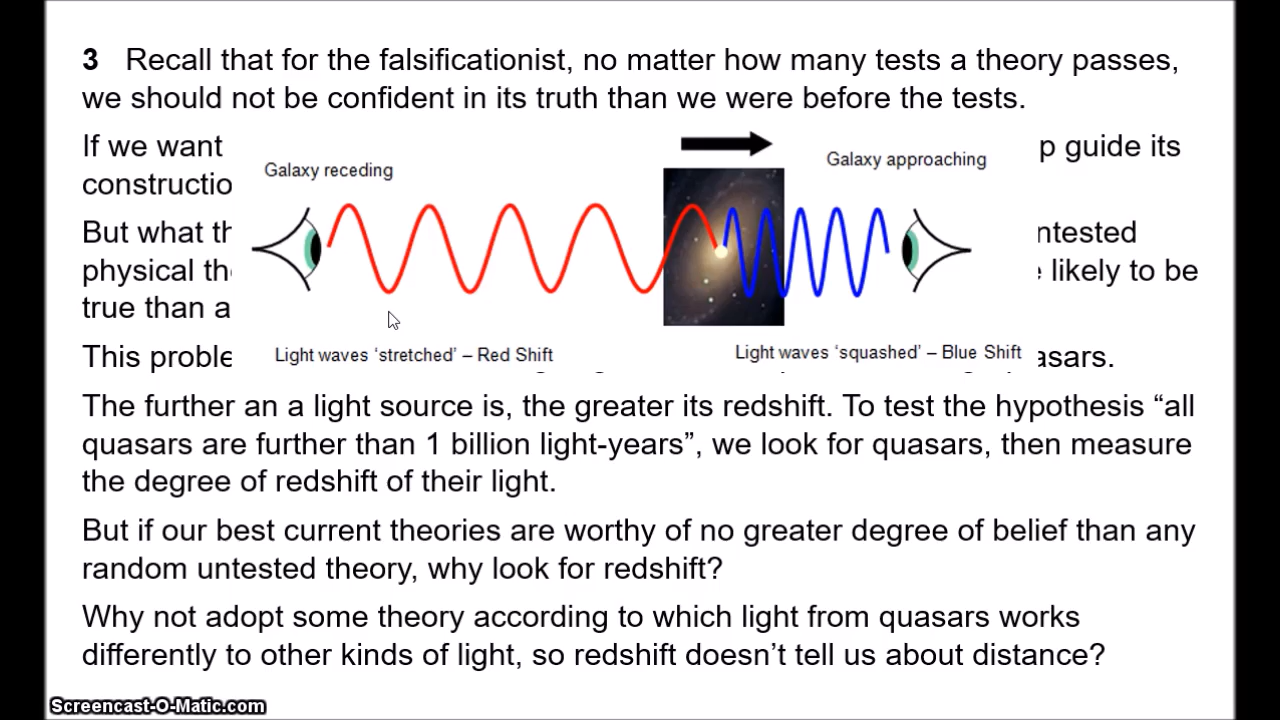 3 Recall that for the falsificationist, no matter how many tests a theory passes,
we should not be confident in its truth than we were before the tests.
If we want p guide its
constructio
Galaxy receding
Galaxy approaching
But what th ntested
physical the likely to be
true than a
This proble asars.
Light waves ‘stretched’ – Red Shift
Light waves ‘squashed’ – Blue Shift
The further an a light source is, the greater its redshift. To test the hypothesis “all
quasars are further than 1 billion light-years”, we look for quasars, then measure
the degree of redshift of their light.
But if our best current theories are worthy of no greater degree of belief than any
random untested theory, why look for redshift?
Why not adopt some theory according to which light from quasars works
differently to other kinds of light, so redshift doesn’t tell us about distance?
Screencast-O-Matic.com